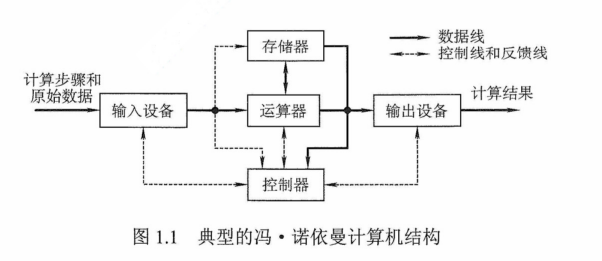 存储器
数据线
控制线和反馈线
计算步骤和
原始数据
输入设备
运算器
输出设备
计算结果
控制器
图 1.1 典型的冯·诺依曼计算机结构